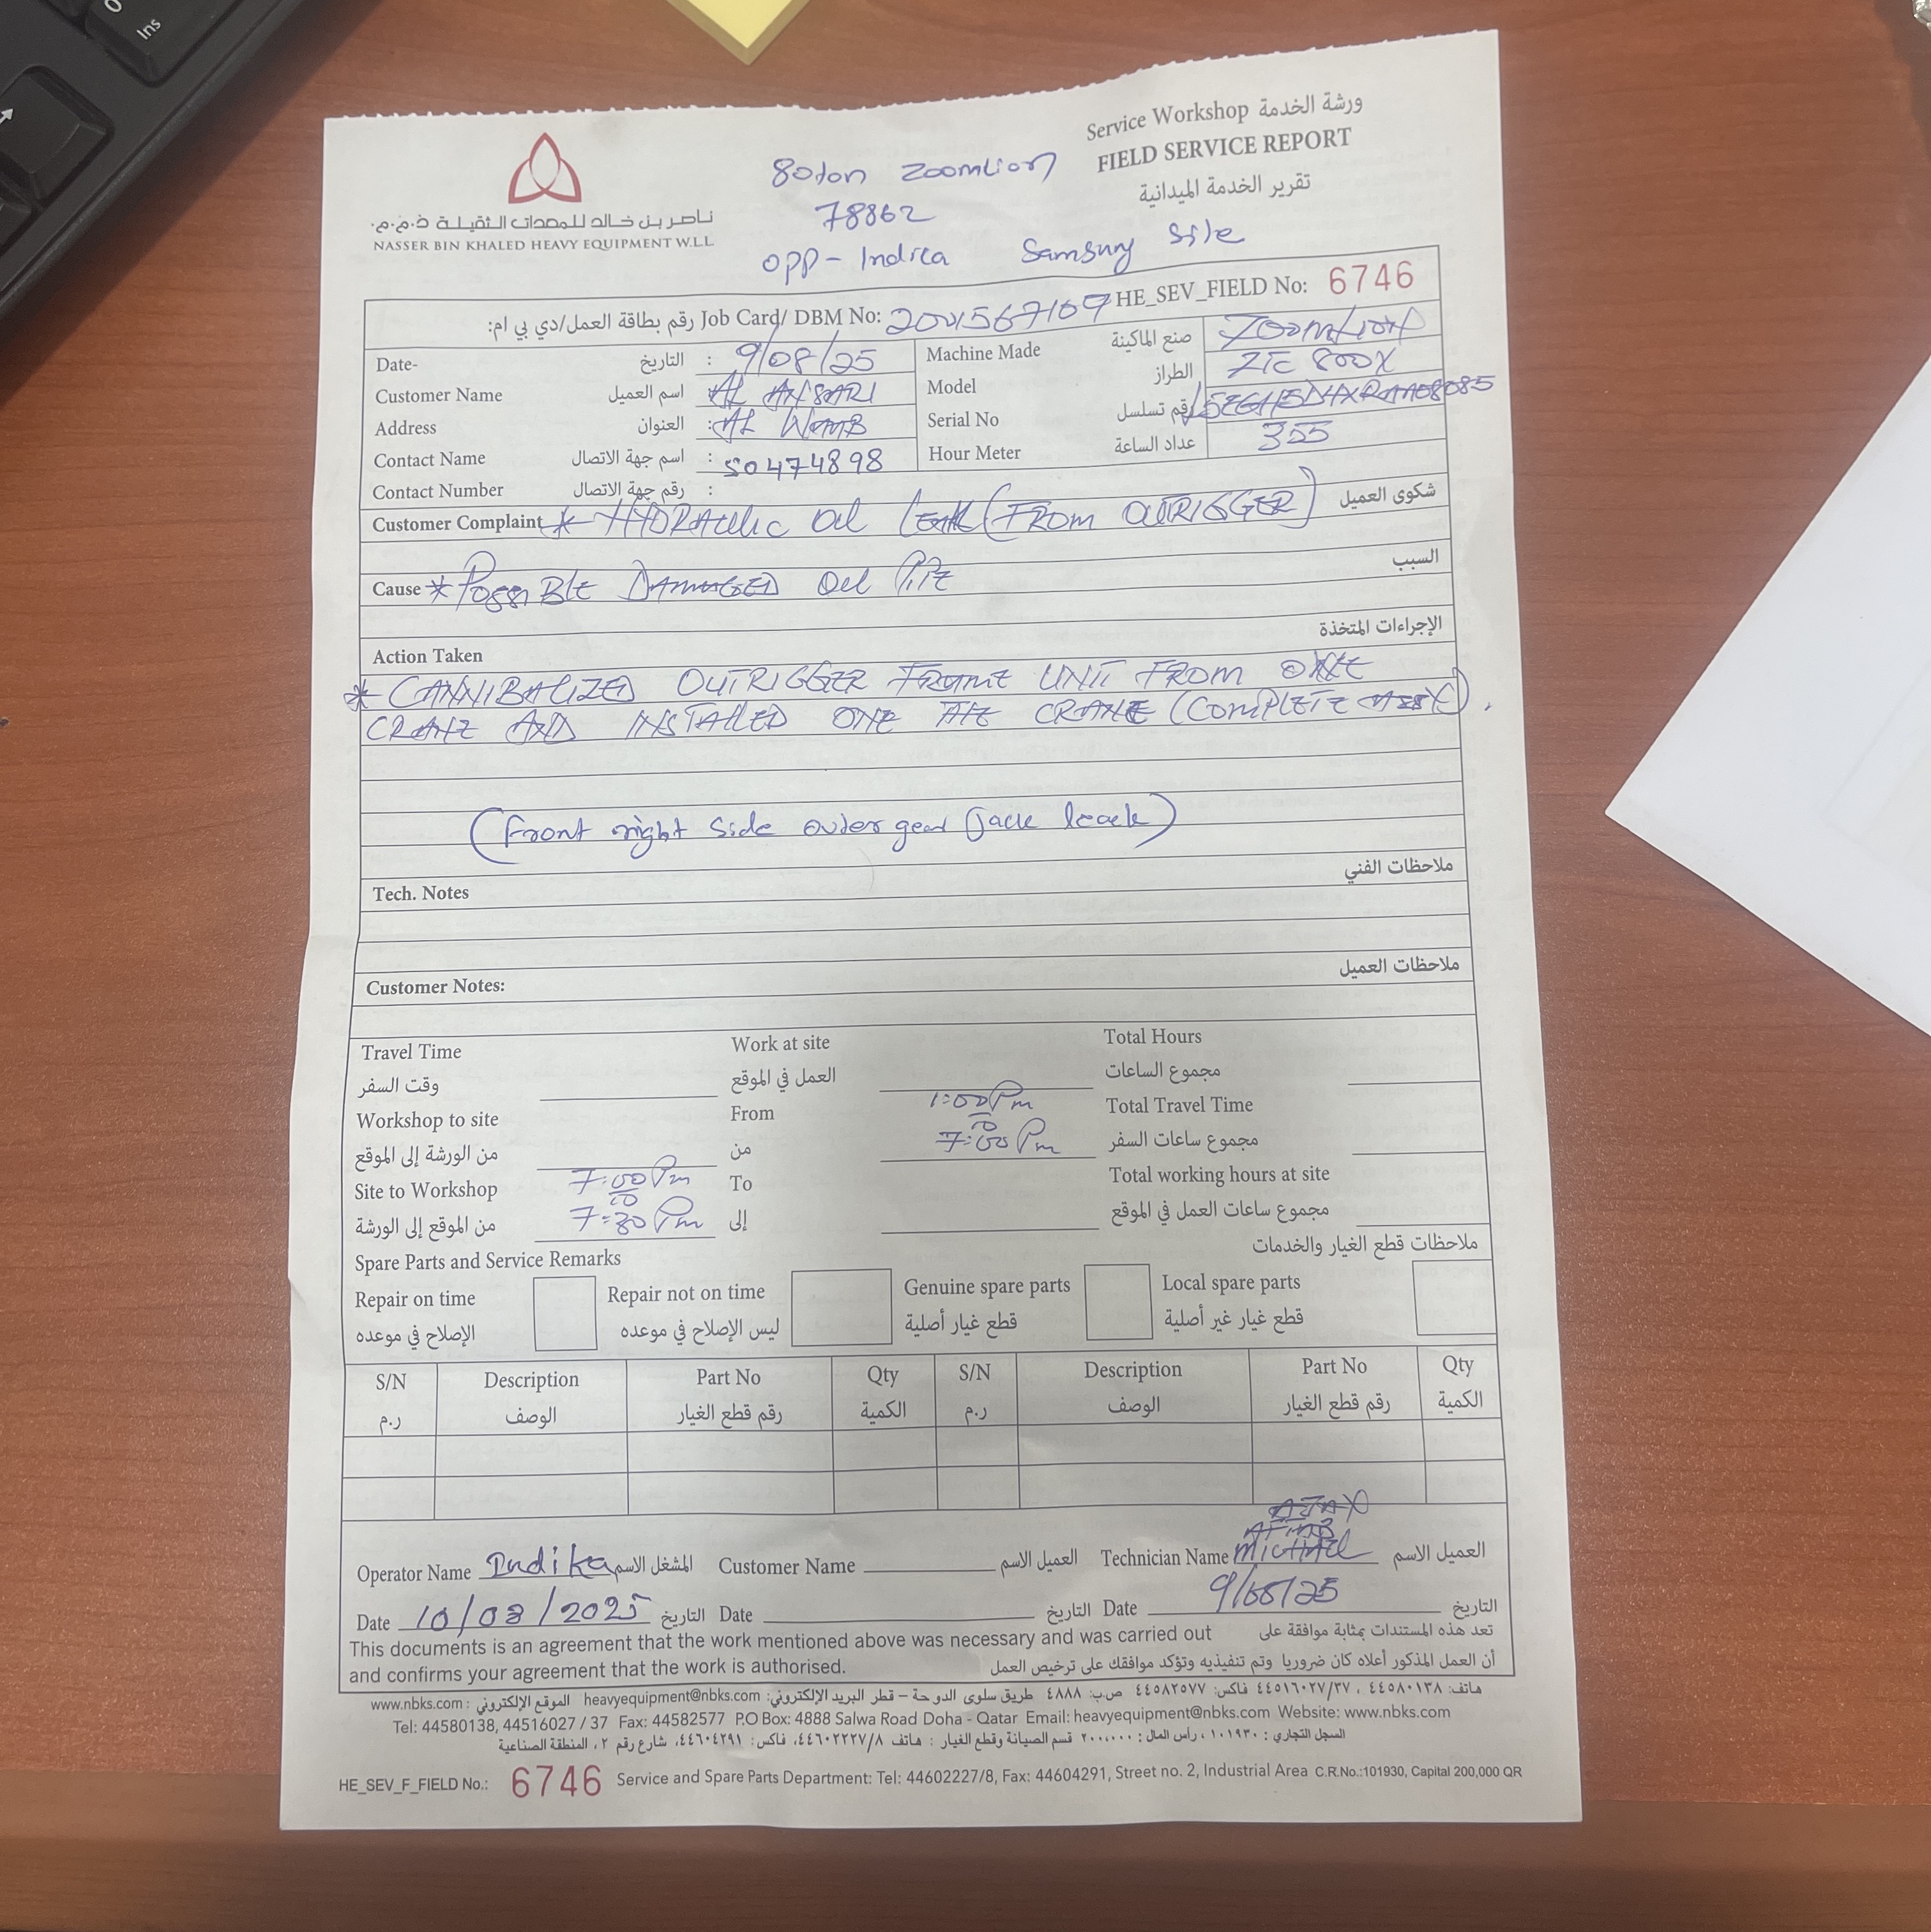 Ins
ورشة الخدمة Service Workshop
FIELD SERVICE REPORT
تقرير الخدمة الميدانية
80ton Zoomlion
78862
opp- Indica Samsung Site
ناصر بن خالد للمعدات الثقيلة ذ.م.م.
NASSER BIN KHALED HEAVY EQUIPMENT W.L.L
HE_SEV_FIELD No: 6746
رقم بطاقة العمل/دي بي ام: Job Card/ DBM No: 2001567109
Date- التاريخ : 9/08/25
Customer Name اسم العميل : AL ANSARI
Address العنوان : AL
Contact Name اسم جهة الاتصال : 50474898
Contact Number رقم جهة الاتصال :
Machine Made صنع الماكينة Zoomlion
Model الطراز ZTC 800X
Serial No رقم تسلسل
Hour Meter عداد الساعة 355
Customer Complaint * HYDRAulic oil leak (FROM OUTRIGGER) شكوى العميل
السبب
Cause * Possible DAMAGED oil PIPE
الإجراءات المتخذة
Action Taken
* CANNIBALIZED OUTRIGGER FRAME UNIT FROM ONE
CRANE AND INSTALLED ONE THE CRANE (COMPLETE ASSY).
(front right side outer gear jack leack)
Tech. Notes ملاحظات الفني
Customer Notes: ملاحظات العميل
Travel Time Work at site Total Hours
وقت السفر العمل في الموقع مجموع الساعات
Workshop to site From 1:00 Pm Total Travel Time
to
من الورشة إلى الموقع من 7:00 Pm مجموع ساعات السفر
Site to Workshop 7:00 Pm To Total working hours at site
to
من الموقع إلى الورشة 7:30 Pm إلى مجموع ساعات العمل في الموقع
Spare Parts and Service Remarks ملاحظات قطع الغيار والخدمات
Repair on time Repair not on time Genuine spare parts Local spare parts
الإصلاح في موعده ليس الإصلاح في موعده قطع غيار أصلية قطع غيار غير أصلية
S/N Description Part No Qty S/N Description Part No Qty
ر.م الوصف رقم قطع الغيار الكمية ر.م الوصف رقم قطع الغيار الكمية
Operator Name Indika المشغل الاسم Customer Name العميل الاسم Technician Name Michael العميل الاسم
Date 10/08/2025 التاريخ Date التاريخ Date 9/08/25 التاريخ
This documents is an agreement that the work mentioned above was necessary and was carried out
and confirms your agreement that the work is authorised.
تعد هذه المستندات بمثابة موافقة على
أن العمل المذكور أعلاه كان ضروريا وتم تنفيذيه وتؤكد موافقك على ترخيص العمل
هاتف: ٤٤٥٨٠١٣٨ ، ٤٤٥١٦٠٢٧/٣٧ فاكس: ٤٤٥٨٢٥٧٧ ص.ب: ٤٨٨٨ طريق سلوى الدوحة – قطر البريد الإلكتروني: heavyequipment@nbks.com الموقع الإلكتروني : www.nbks.com
Tel: 44580138, 44516027 / 37 Fax: 44582577 P.O Box: 4888 Salwa Road Doha - Qatar Email: heavyequipment@nbks.com Website: www.nbks.com
السجل التجاري : ١٠١٩٣٠ ، رأس المال : ٢٠٠,٠٠٠ قسم الصيانة وقطع الغيار : هاتف ٤٤٦٠٢٢٢٧/٨، فاكس: ٤٤٦٠٤٢٩١، شارع رقم ٢، المنطقة الصناعية
HE_SEV_F_FIELD No.: 6746 Service and Spare Parts Department: Tel: 44602227/8, Fax: 44604291, Street no. 2, Industrial Area C.R.No.:101930, Capital 200,000 QR